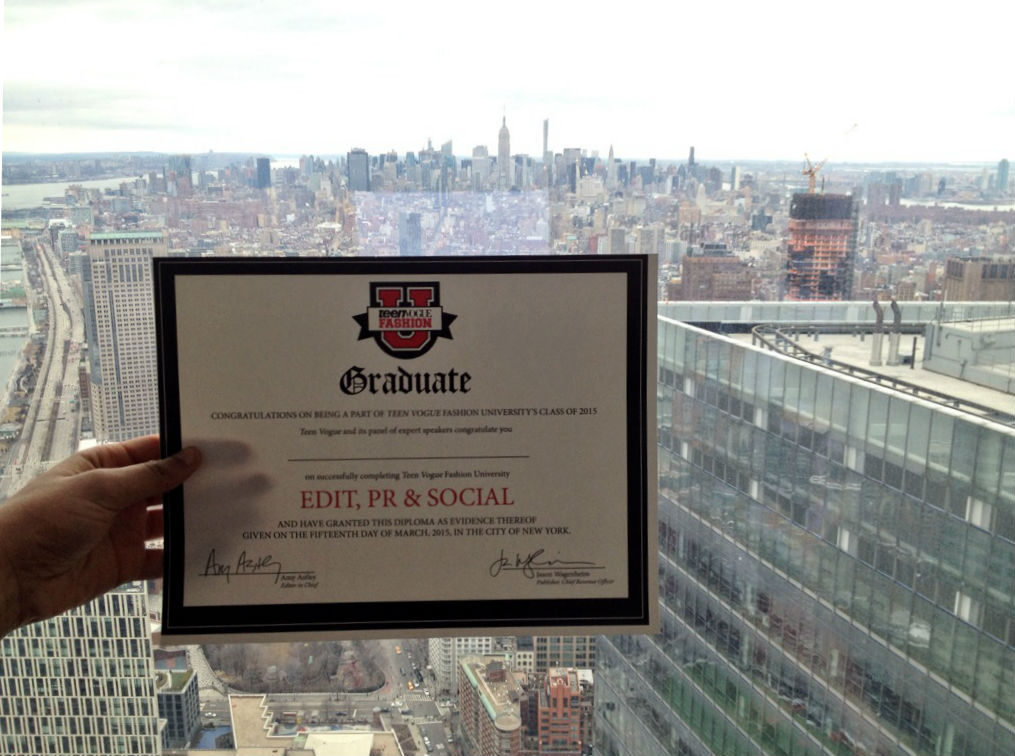 U
teenVOGUE
FASHION
Graduate
CONGRATULATIONS ON BEING A PART OF TEEN VOGUE FASHION UNIVERSITY'S CLASS OF 2015
Teen Vogue and its panel of expert speakers congratulate you
on successfully completing Teen Vogue Fashion University
EDIT, PR & SOCIAL
AND HAVE GRANTED THIS DIPLOMA AS EVIDENCE THEREOF
GIVEN ON THE FIFTEENTH DAY OF MARCH, 2015, IN THE CITY OF NEW YORK.
Amy Astley
Amy Astley
Editor in Chief
Jason Wagenheim
Publisher, Chief Revenue Officer